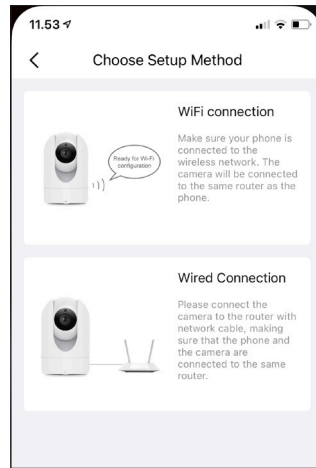 11.53
Choose Setup Method
WiFi connection
Ready for Wi-Fi
configuration
Make sure your phone is
connected to the
wireless network. The
camera will be connected
to the same router as the
phone.
Wired Connection
Please connect the
camera to the router with
network cable, making
sure that the phone and
the camera are
connected to the same
router.